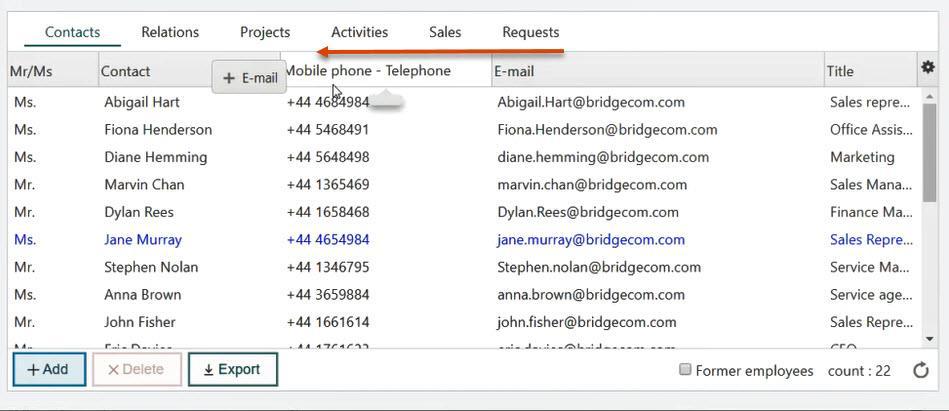 Contacts Relations Projects Activities Sales Requests
Mr/Ms Contact + E-mail Mobile phone - Telephone E-mail Title
Ms. Abigail Hart +44 4684984 Abigail.Hart@bridgecom.com Sales repre...
Ms. Fiona Henderson +44 5468491 Fiona.Henderson@bridgecom.com Office Assis...
Ms. Diane Hemming +44 5648498 diane.hemming@bridgecom.com Marketing
Mr. Marvin Chan +44 1365469 marvin.chan@bridgecom.com Sales Mana...
Mr. Dylan Rees +44 1658468 Dylan.Rees@bridgecom.com Finance Ma...
Ms. Jane Murray +44 4654984 jane.murray@bridgecom.com Sales Repre...
Mr. Stephen Nolan +44 1346795 Stephen.nolan@bridgecom.com Service Ma...
Ms. Anna Brown +44 3659884 anna.brown@bridgecom.com Service age...
Mr. John Fisher +44 1661614 john.fisher@bridgecom.com Sales Repre...
+ Add × Delete Export Former employees count : 22